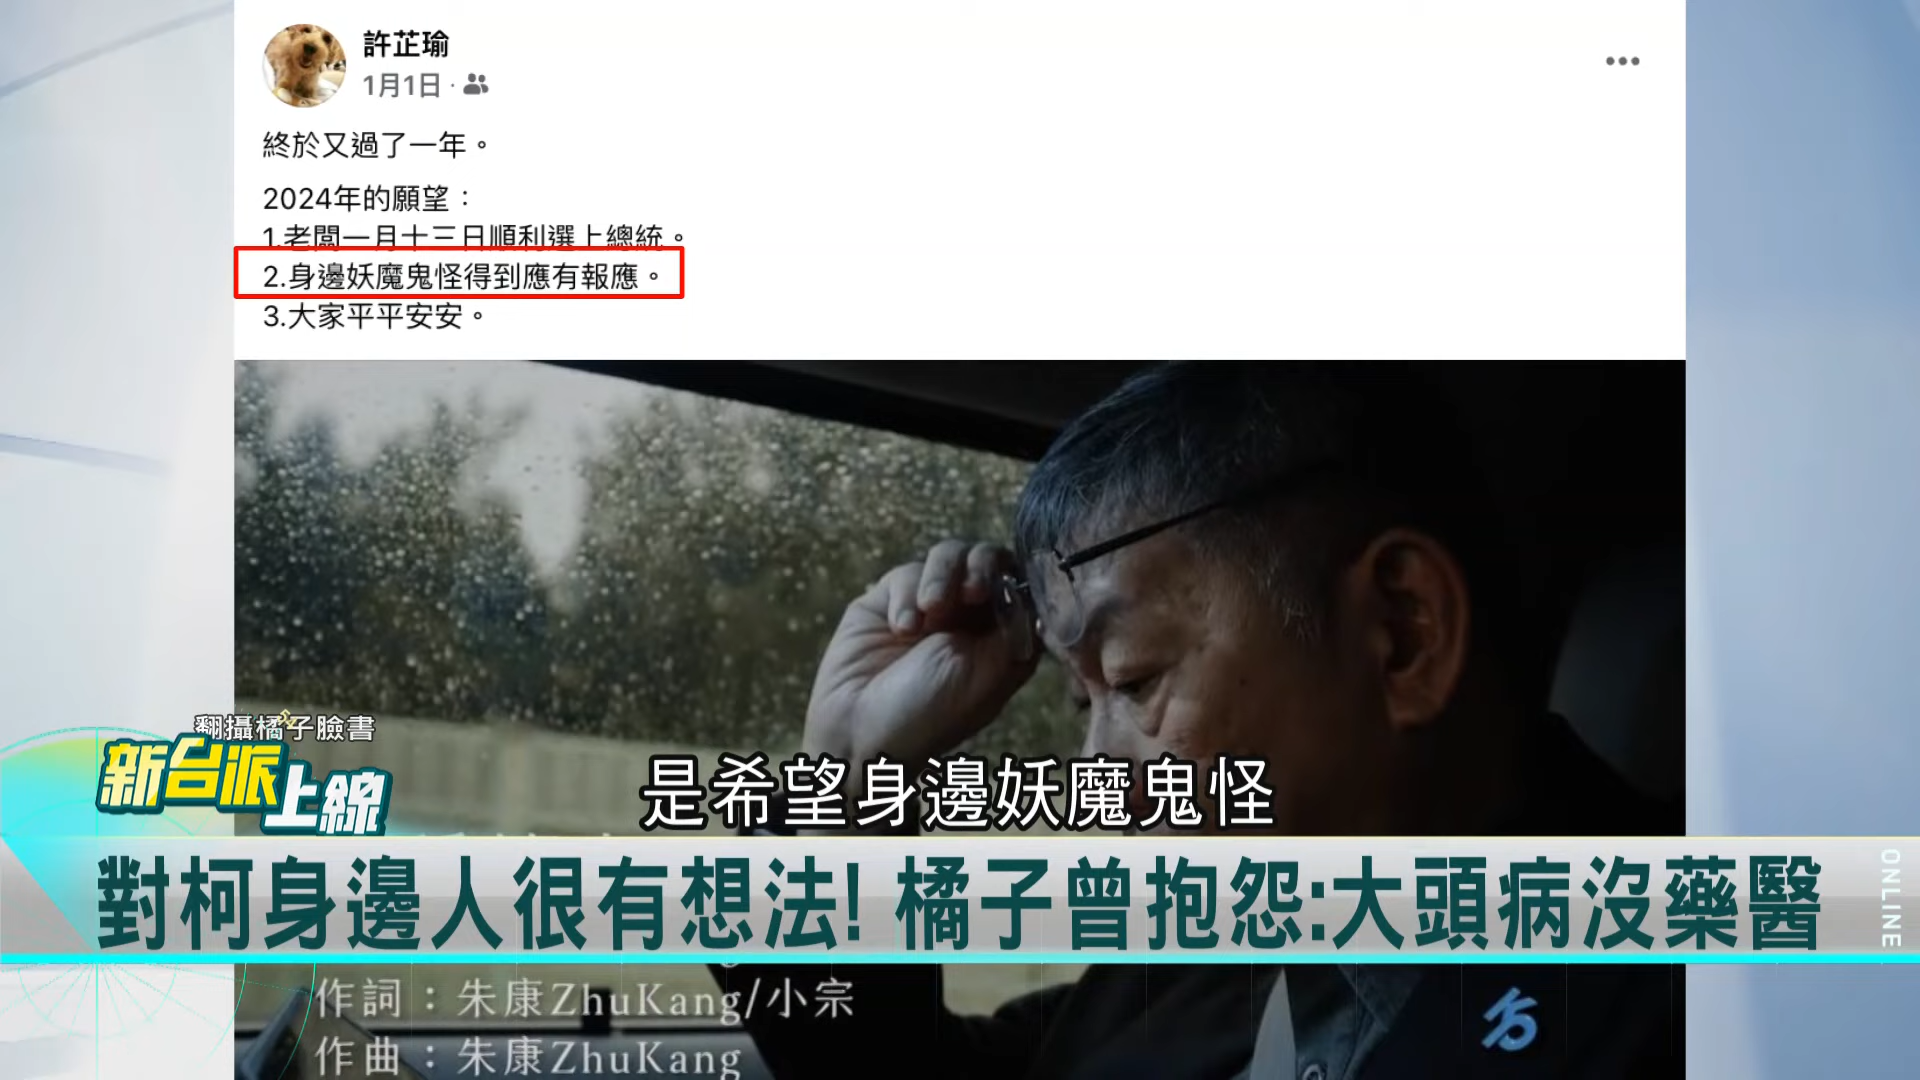 許芷瑜
1月1日
終於又過了一年。
2024年的願望：
1.老闆一月十三日順利選上總統。
2.身邊妖魔鬼怪得到應有報應。
3.大家平平安安。
翻攝橘子臉書
新台派
上線
是希望身邊妖魔鬼怪
對柯身邊人很有想法! 橘子曾抱怨:大頭病沒藥醫
ONLINE
作詞：朱康ZhuKang/小宗
作曲：朱康ZhuKang